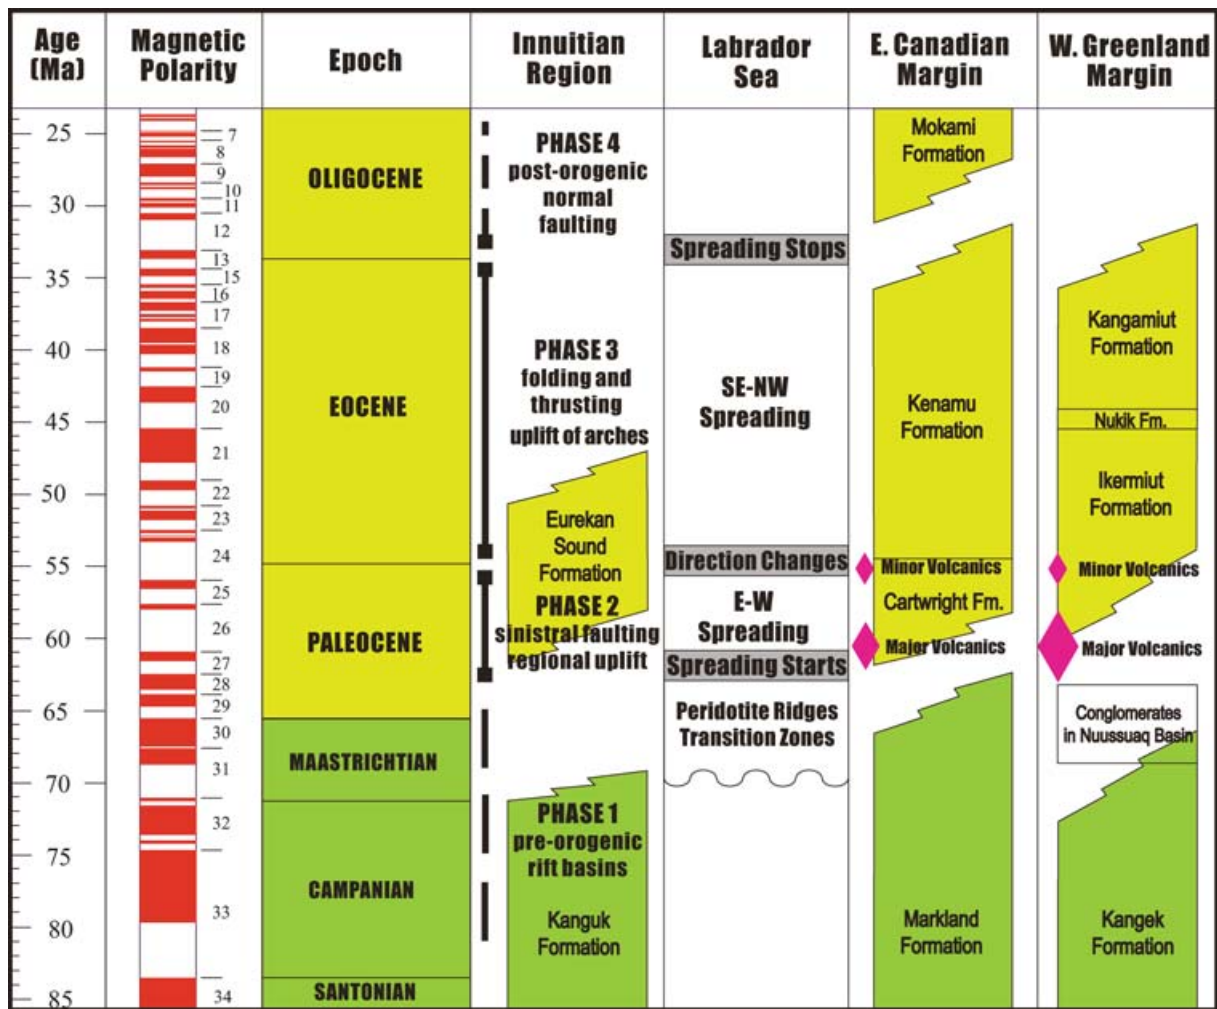 Age
(Ma)
Magnetic
Polarity
Epoch
Innuitian
Region
Labrador
Sea
E. Canadian
Margin
W. Greenland
Margin
25
30
35
40
45
50
55
60
65
70
75
80
85
7
8
9
10
11
12
13
15
16
17
18
19
20
21
22
23
24
25
26
27
28
29
30
31
32
33
34
OLIGOCENE
EOCENE
PALEOCENE
MAASTRICHTIAN
CAMPANIAN
SANTONIAN
PHASE 4
post-orogenic
normal
faulting
PHASE 3
folding and
thrusting
uplift of arches
Eurekan
Sound
Formation
PHASE 2
sinistral faulting
regional uplift
PHASE 1
pre-orogenic
rift basins
Kanguk
Formation
Spreading Stops
SE-NW
Spreading
Direction Changes
E-W
Spreading
Spreading Starts
Peridotite Ridges
Transition Zones
Mokami
Formation
Kenamu
Formation
Minor Volcanics
Cartwright Fm.
Major Volcanics
Markland
Formation
Kangamiut
Formation
Nukik Fm.
Ikermiut
Formation
Minor Volcanics
Major Volcanics
Conglomerates
in Nuussuaq Basin
Kangek
Formation